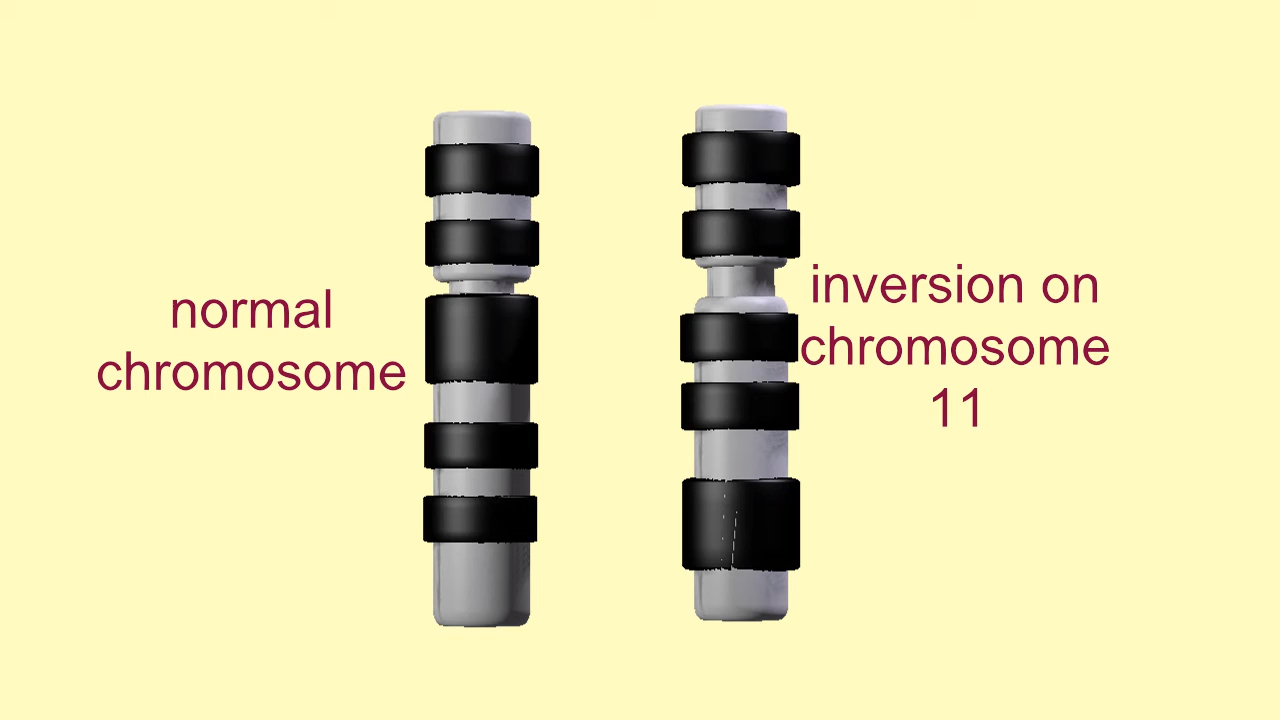 normal
chromosome
inversion on
chromosome
11